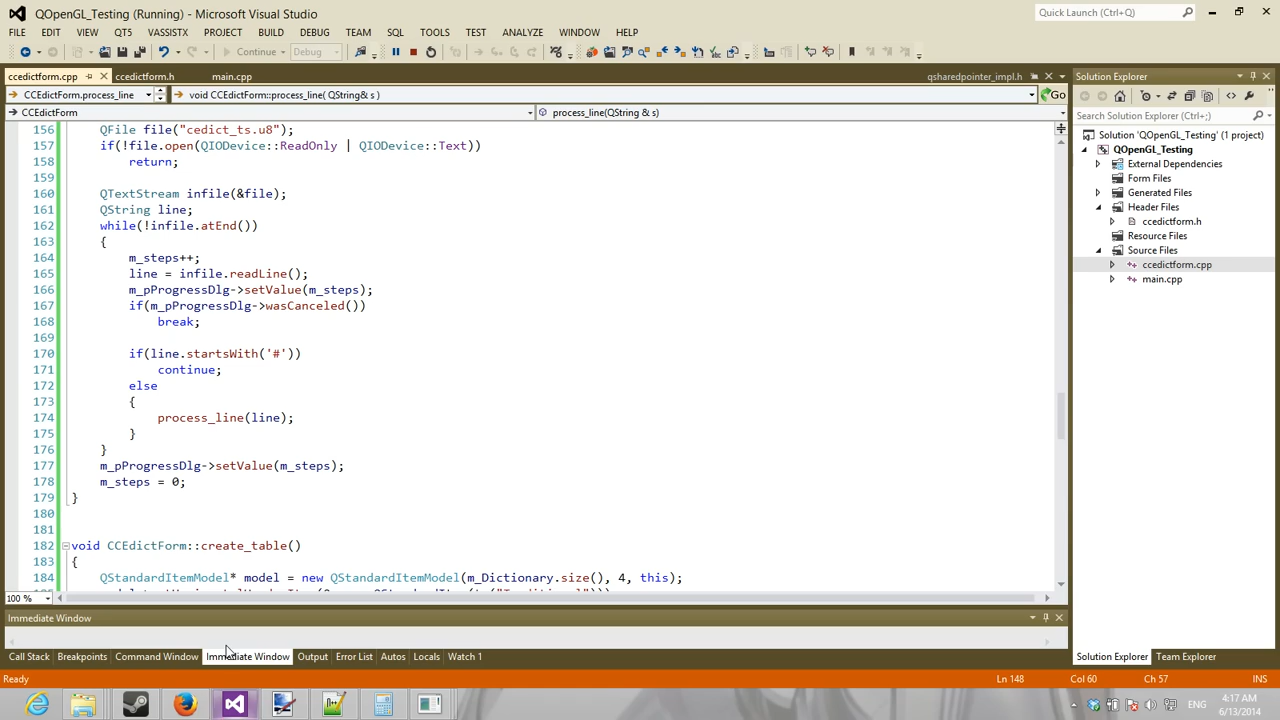 QOpenGL_Testing (Running) - Microsoft Visual Studio
Quick Launch (Ctrl+Q)
FILE EDIT VIEW QT5 VASSISTX PROJECT BUILD DEBUG TEAM SQL TOOLS TEST ANALYZE WINDOW HELP
Continue Debug
ccedictform.cpp ccedictform.h main.cpp qsharedpointer_impl.h
Solution Explorer
CCEdictForm.process_line void CCEdictForm::process_line( QString& s ) Go
CCEdictForm process_line(QString & s)
Search Solution Explorer (Ctrl+;)
Solution 'QOpenGL_Testing' (1 project)
QOpenGL_Testing
External Dependencies
Form Files
Generated Files
Header Files
ccedictform.h
Resource Files
Source Files
ccedictform.cpp
main.cpp
156 QFile file("cedict_ts.u8");
157 if(!file.open(QIODevice::ReadOnly | QIODevice::Text))
158 return;
159
160 QTextStream infile(&file);
161 QString line;
162 while(!infile.atEnd())
163 {
164 m_steps++;
165 line = infile.readLine();
166 m_pProgressDlg->setValue(m_steps);
167 if(m_pProgressDlg->wasCanceled())
168 break;
169
170 if(line.startsWith('#'))
171 continue;
172 else
173 {
174 process_line(line);
175 }
176 }
177 m_pProgressDlg->setValue(m_steps);
178 m_steps = 0;
179 }
180
181
182 void CCEdictForm::create_table()
183 {
184 QStandardItemModel* model = new QStandardItemModel(m_Dictionary.size(), 4, this);
100 %
Immediate Window
Call Stack Breakpoints Command Window Immediate Window Output Error List Autos Locals Watch 1
Solution Explorer Team Explorer
Ready Ln 148 Col 60 Ch 57 INS
ENG 4:17 AM
6/13/2014